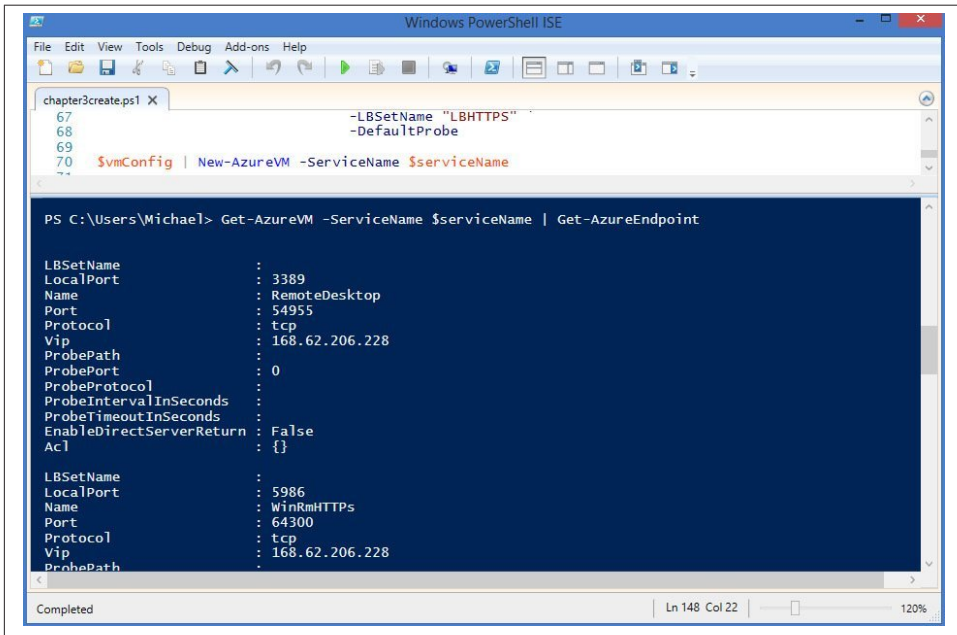 Windows PowerShell ISE
File Edit View Tools Debug Add-ons Help
chapter3create.ps1 X
67 -LBSetName "LBHTTPS" `
68 -DefaultProbe
69
70 $vmConfig | New-AzureVM -ServiceName $serviceName
71
PS C:\Users\Michael> Get-AzureVM -ServiceName $serviceName | Get-AzureEndpoint
LBSetName :
LocalPort : 3389
Name : RemoteDesktop
Port : 54955
Protocol : tcp
Vip : 168.62.206.228
ProbePath :
ProbePort : 0
ProbeProtocol :
ProbeIntervalInSeconds :
ProbeTimeoutInSeconds :
EnableDirectServerReturn : False
Acl : {}
LBSetName :
LocalPort : 5986
Name : WinRmHTTPs
Port : 64300
Protocol : tcp
Vip : 168.62.206.228
ProbePath :
Completed Ln 148 Col 22 120%